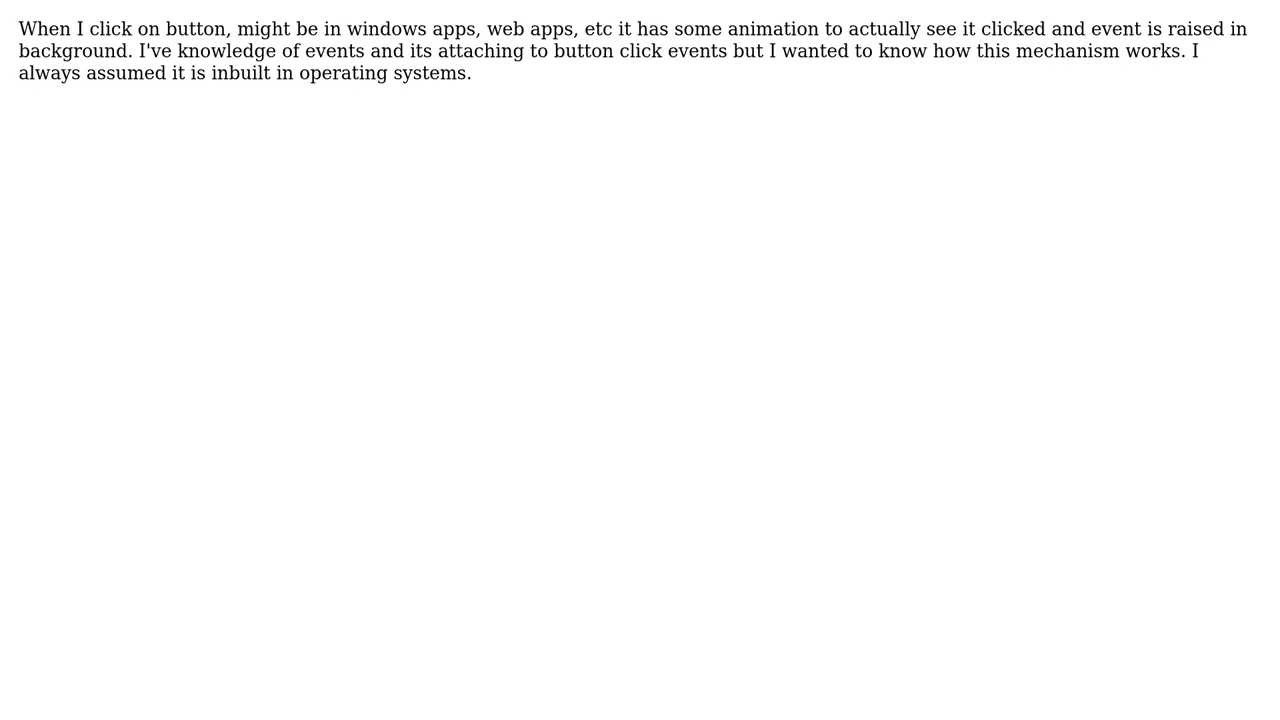 When I click on button, might be in windows apps, web apps, etc it has some animation to actually see it clicked and event is raised in
background. I've knowledge of events and its attaching to button click events but I wanted to know how this mechanism works. I
always assumed it is inbuilt in operating systems.